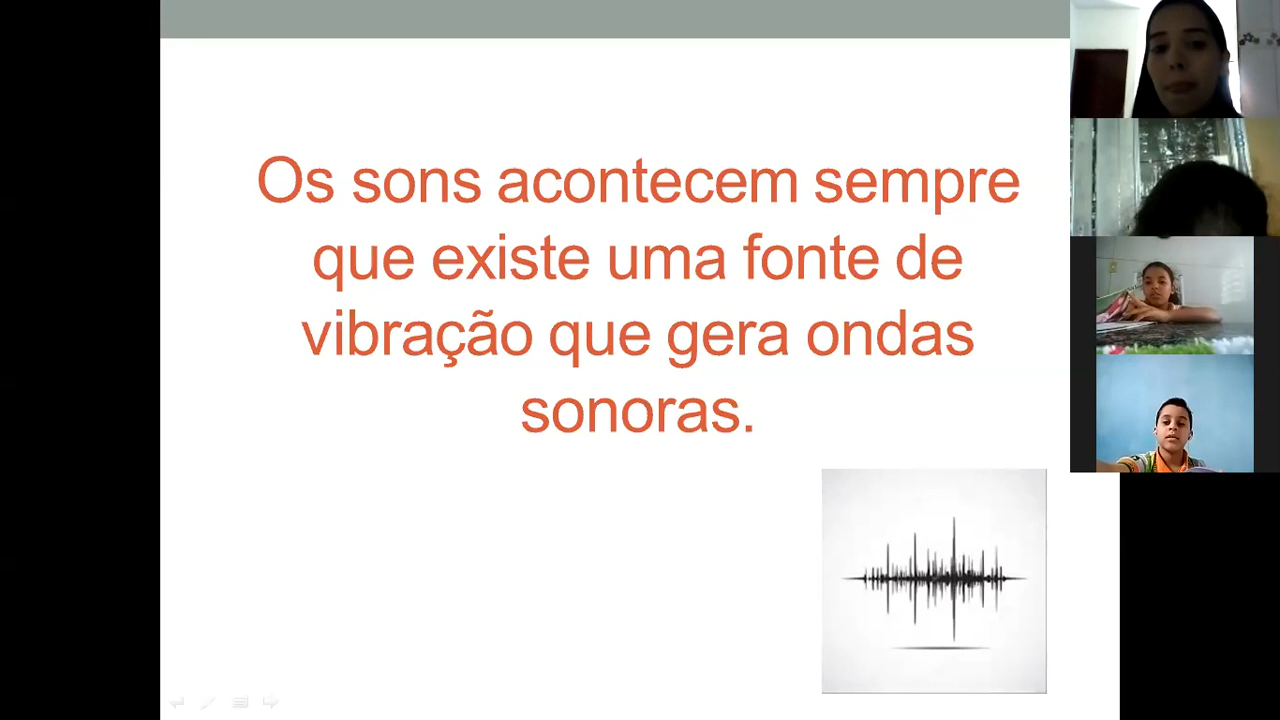 Os sons acontecem sempre
que existe uma fonte de
vibração que gera ondas
sonoras.